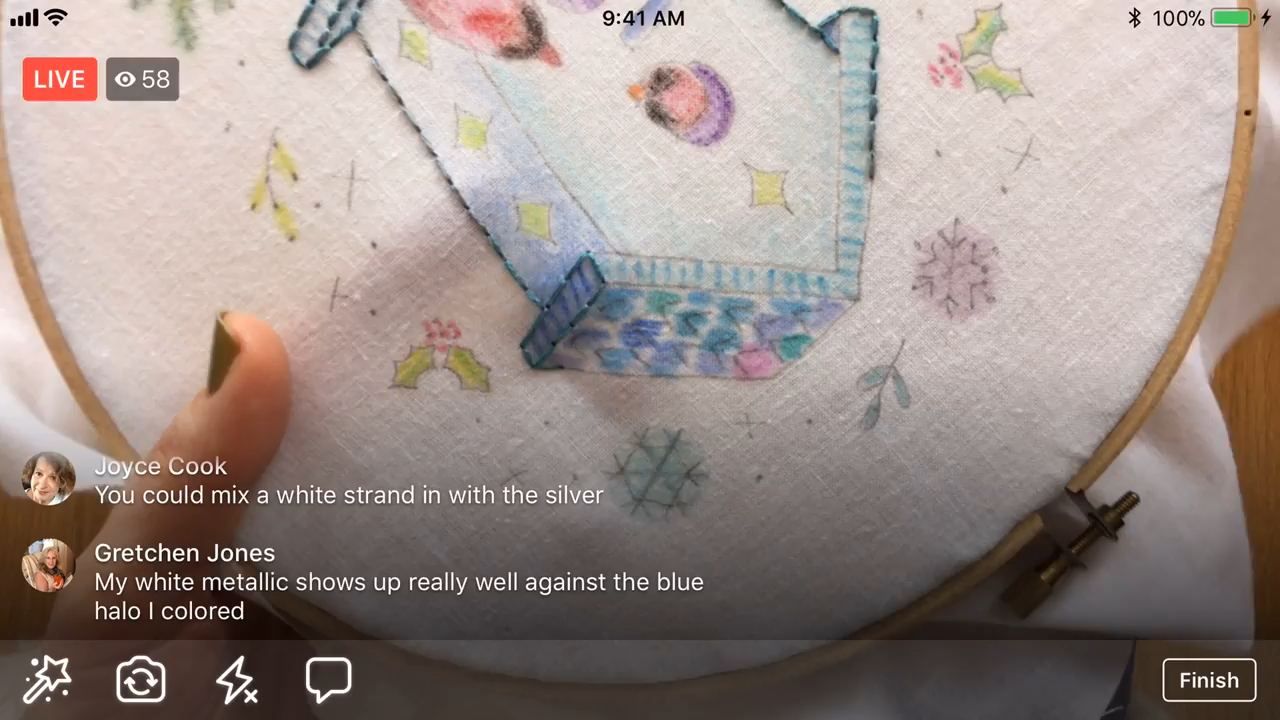 9:41 AM
100%
LIVE
58
Joyce Cook
You could mix a white strand in with the silver
Gretchen Jones
My white metallic shows up really well against the blue
halo I colored
Finish